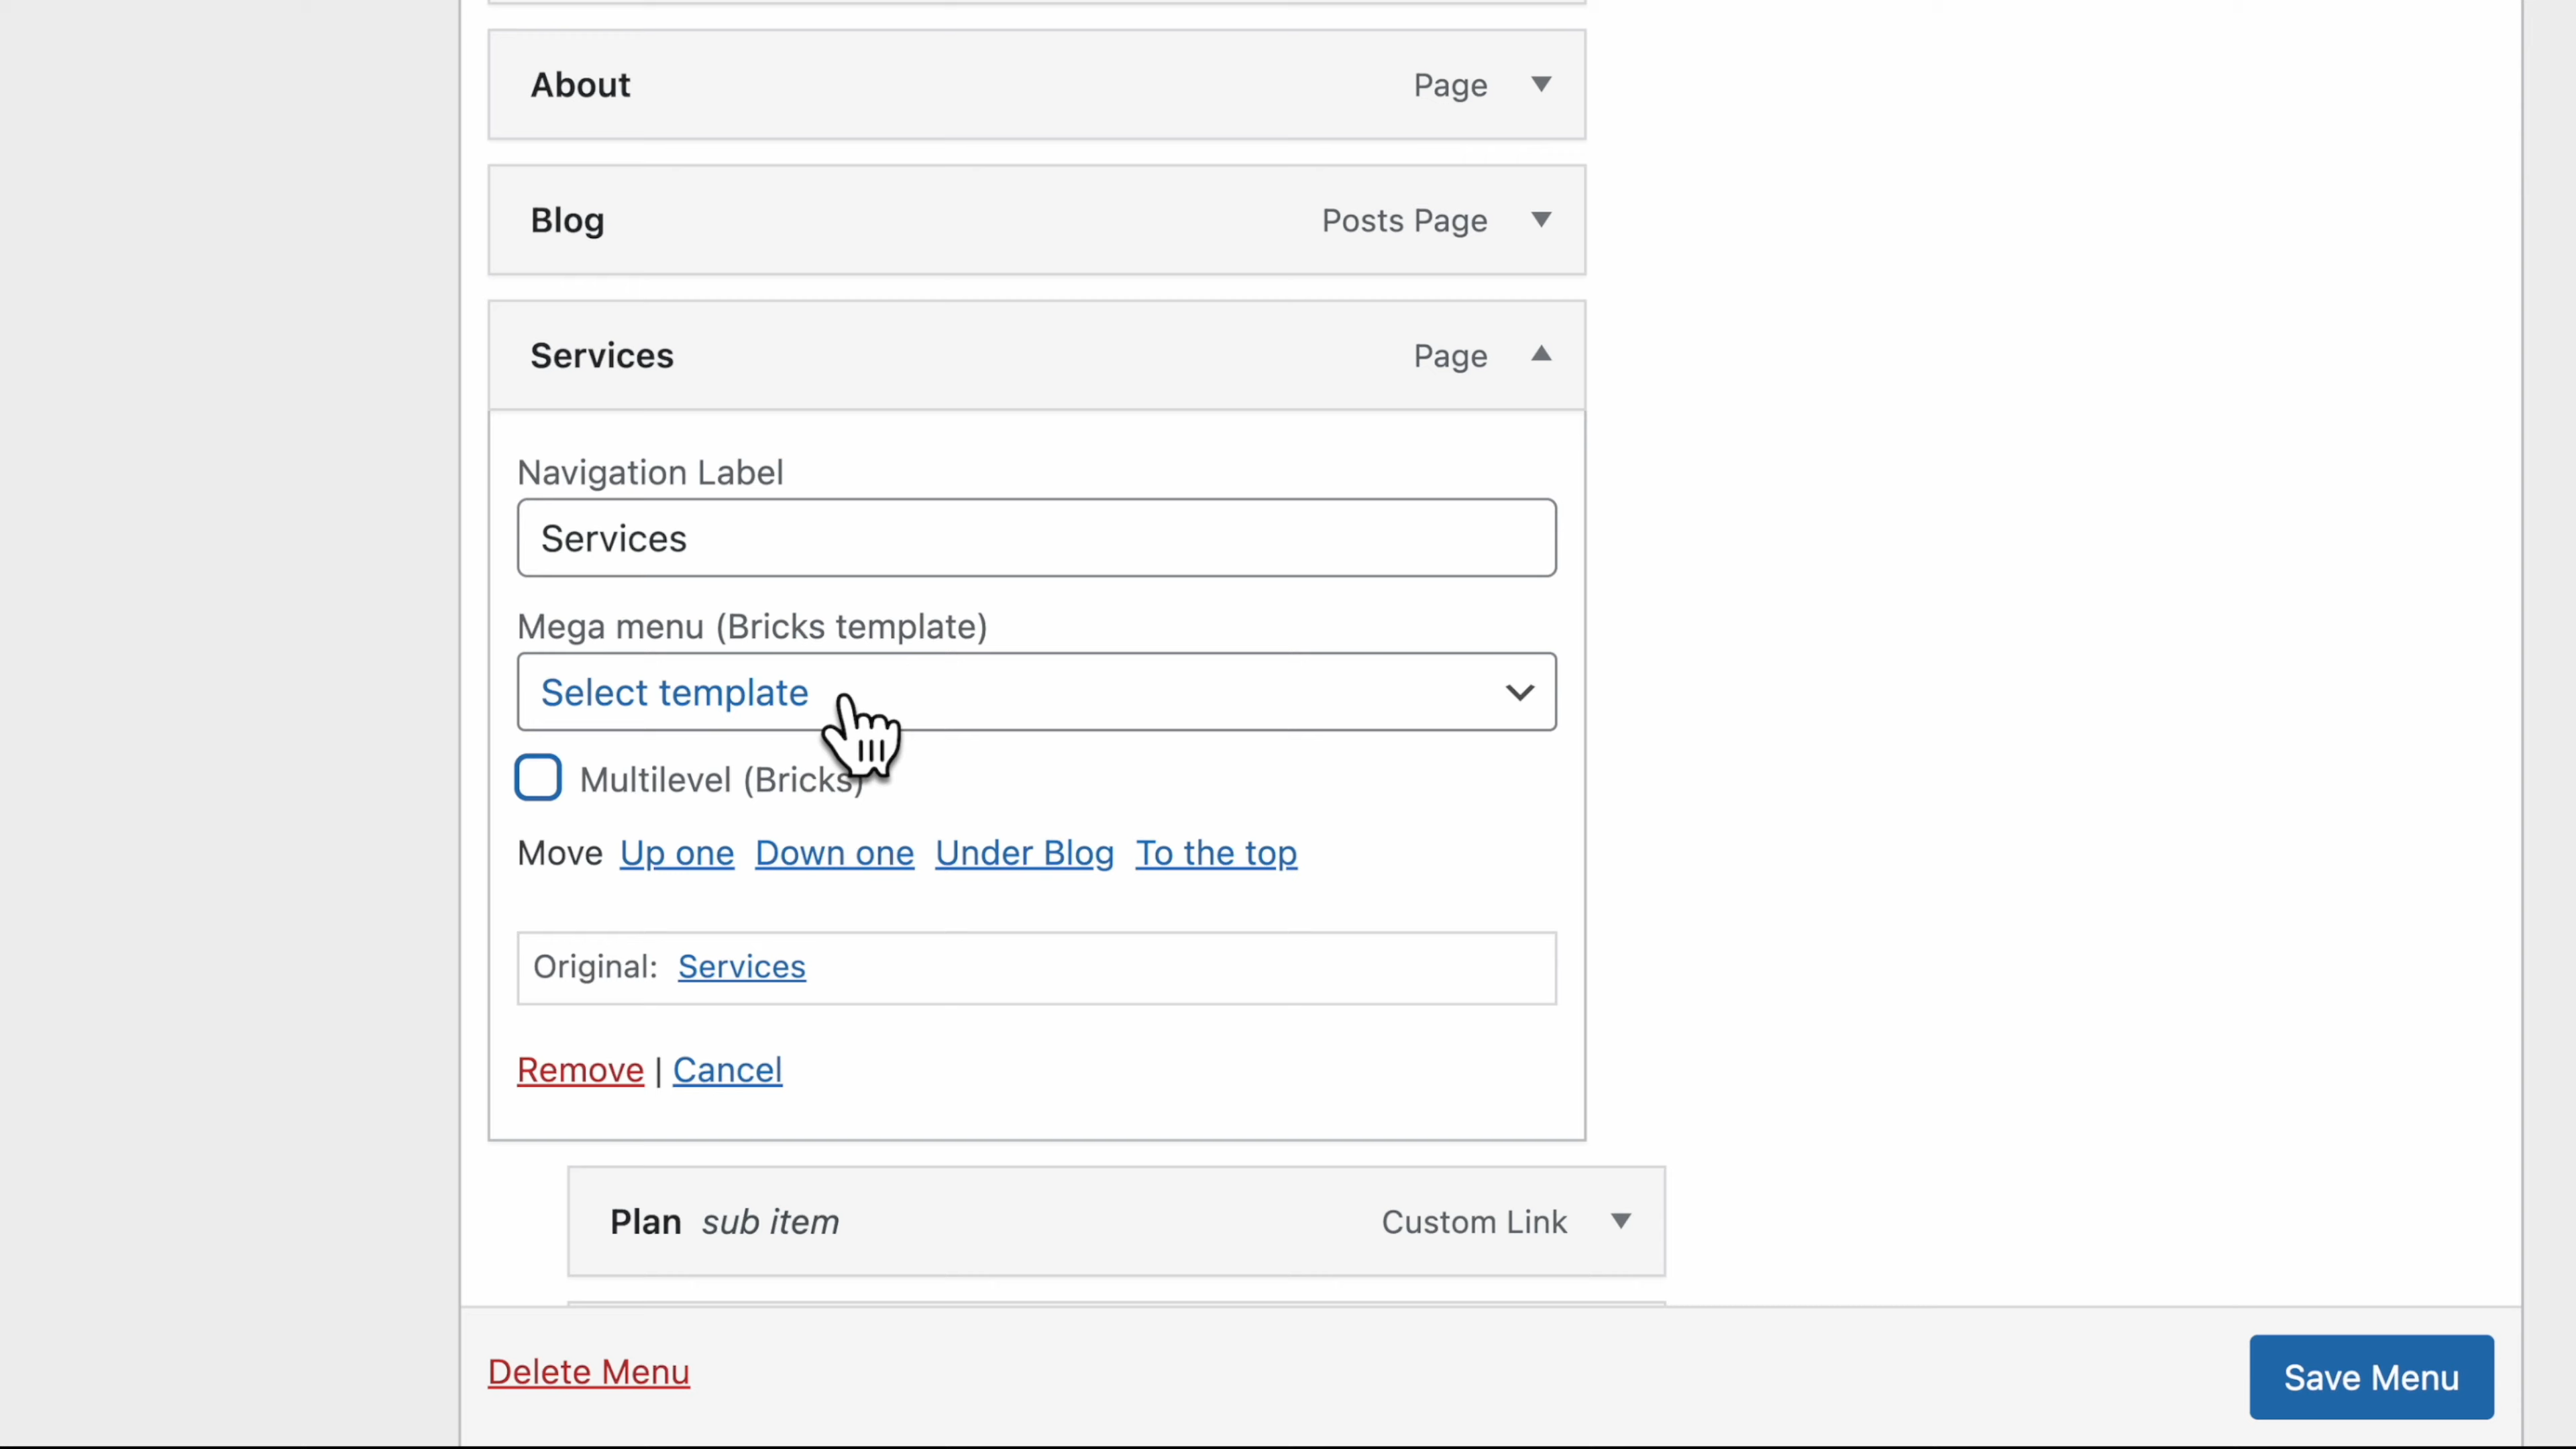 About Page
Blog Posts Page
Services Page
Navigation Label
Services
Mega menu (Bricks template)
Select template
Multilevel (Bricks)
Move Up one Down one Under Blog To the top
Original: Services
Remove | Cancel
Plan sub item Custom Link
Delete Menu Save Menu